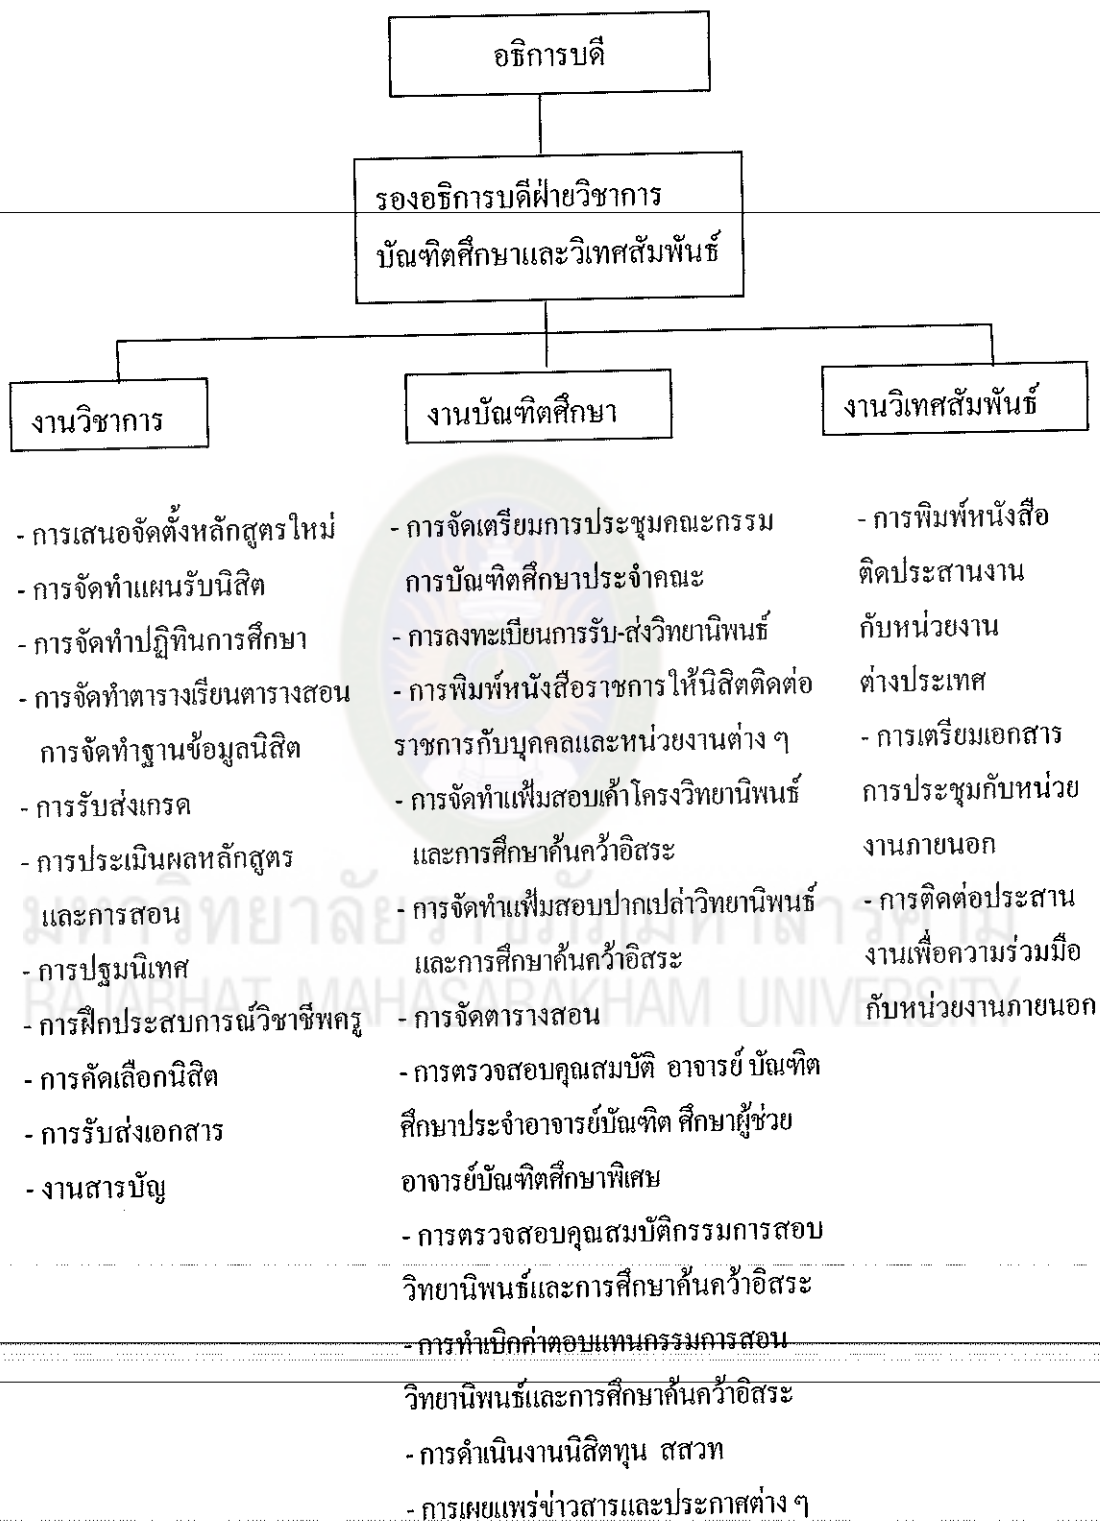 อธิการบดี
รองอธิการบดีฝ่ายวิชาการ
บัณฑิตศึกษาและวิเทศสัมพันธ์
งานวิชาการ
งานบัณฑิตศึกษา
งานวิเทศสัมพันธ์
- การเสนอจัดตั้งหลักสูตรใหม่
- การจัดทำแผนรับนิสิต
- การจัดทำปฏิทินการศึกษา
- การจัดทำตารางเรียนตารางสอน
การจัดทำฐานข้อมูลนิสิต
- การรับส่งเกรด
- การประเมินผลหลักสูตร
และการสอน
- การปฐมนิเทศ
- การฝึกประสบการณ์วิชาชีพครู
- การคัดเลือกนิสิต
- การรับส่งเอกสาร
- งานสารบัญ
- การจัดเตรียมการประชุมคณะกรรม
การบัณฑิตศึกษาประจำคณะ
- การลงทะเบียนการรับ-ส่งวิทยานิพนธ์
- การพิมพ์หนังสือราชการให้นิสิตติดต่อ
ราชการกับบุคคลและหน่วยงานต่าง ๆ
- การจัดทำแฟ้มสอบเค้าโครงวิทยานิพนธ์
และการศึกษาค้นคว้าอิสระ
- การจัดทำแฟ้มสอบปากเปล่าวิทยานิพนธ์
และการศึกษาค้นคว้าอิสระ
- การจัดตารางสอน
- การตรวจสอบคุณสมบัติ อาจารย์ บัณฑิต
ศึกษาประจำอาจารย์บัณฑิต ศึกษาผู้ช่วย
อาจารย์บัณฑิตศึกษาพิเศษ
- การตรวจสอบคุณสมบัติกรรมการสอบ
วิทยานิพนธ์และการศึกษาค้นคว้าอิสระ
- การทำเบิกค่าตอบแทนกรรมการสอน
วิทยานิพนธ์และการศึกษาค้นคว้าอิสระ
- การดำเนินงานนิสิตทุน สสวท
- การเผยแพร่ข่าวสารและประกาศต่าง ๆ
- การพิมพ์หนังสือ
ติดประสานงาน
กับหน่วยงาน
ต่างประเทศ
- การเตรียมเอกสาร
การประชุมกับหน่วย
งานภายนอก
- การติดต่อประสาน
งานเพื่อความร่วมมือ
กับหน่วยงานภายนอก
มหาวิทยาลัยราชภัฏมหาสารคาม
RAJABHAT MAHASARAKHAM UNIVERSITY